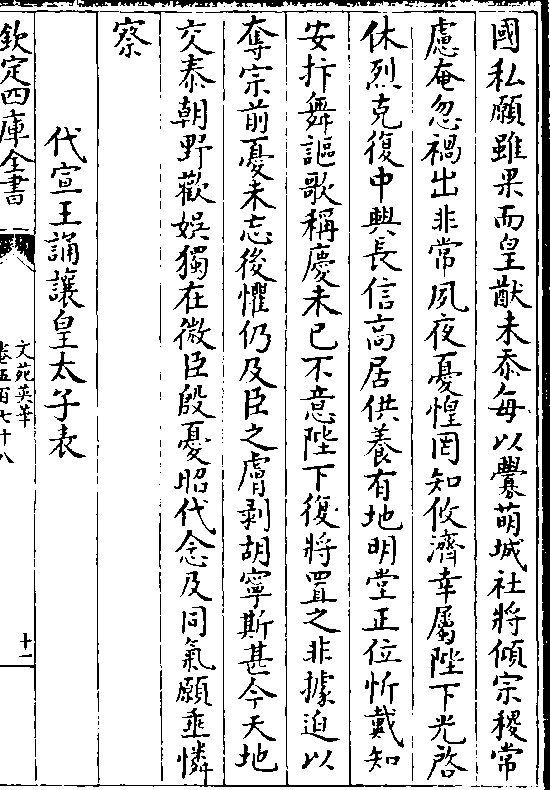 國私願雖果而皇猷未泰每以釁萌城社將傾宗稷常
慮奄忽禍出非常夙夜憂惶罔知攸濟幸屬陛下光啓
休烈克復中興長信高居供養有地明堂正位忻戴知
安抃舞謳歌稱慶未已不意陛下復將置之非據迫以
奪宗前憂未忘後懼仍及臣之膚剥胡寧斯甚今天地
交泰朝野歡娯獨在微臣殷憂昭代念及同氣願垂憐
察
代宣王誦讓皇太子表
欽定四庫全書
文苑英華
卷五百七十八
十一